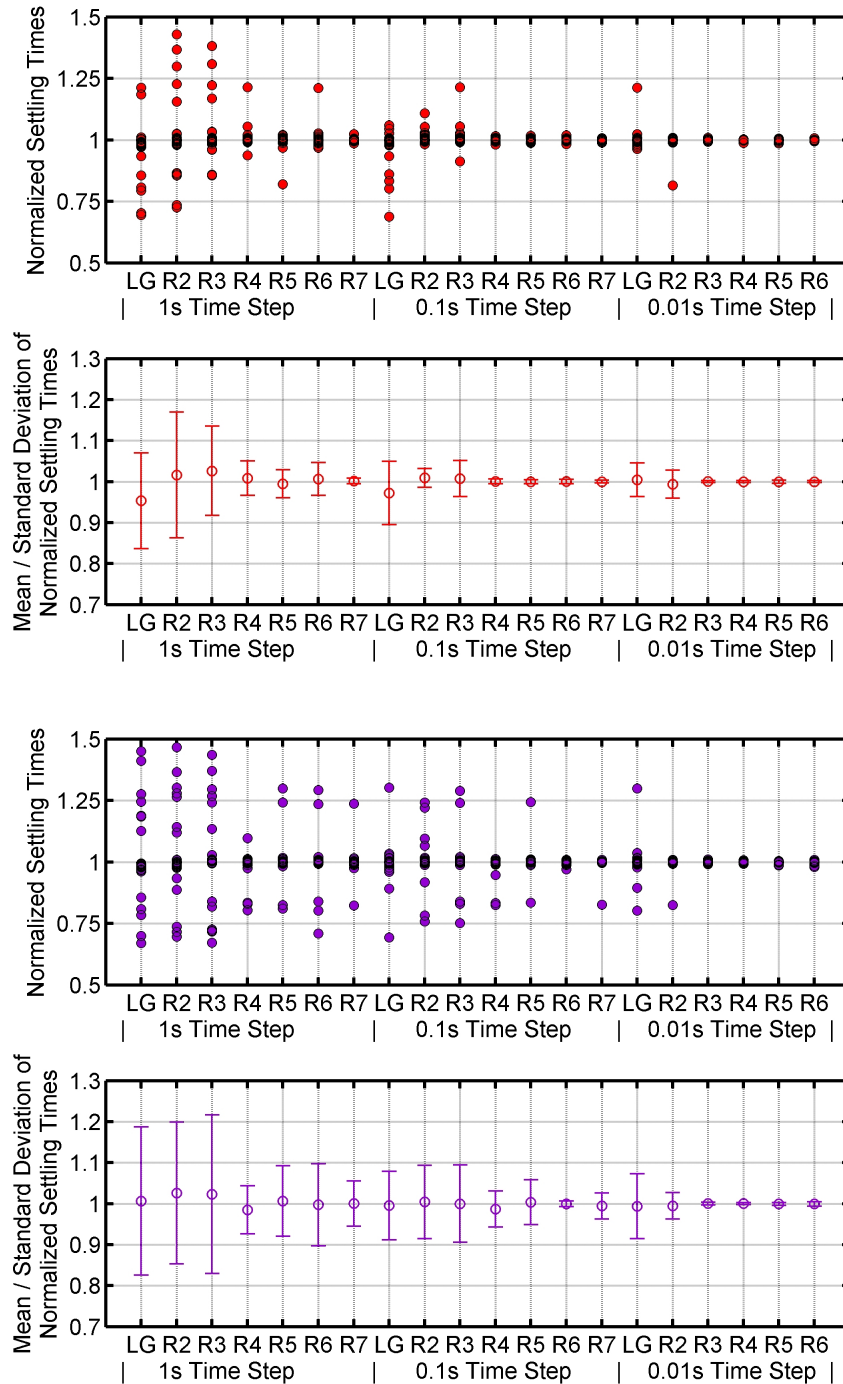 Normalized Settling Times
1.5
1.25
1
0.75
0.5
LG R2 R3 R4 R5 R6 R7 LG R2 R3 R4 R5 R6 R7 LG R2 R3 R4 R5 R6
| 1s Time Step | 0.1s Time Step | 0.01s Time Step |
Mean / Standard Deviation of
Normalized Settling Times
1.3
1.2
1.1
1
0.9
0.8
0.7
LG R2 R3 R4 R5 R6 R7 LG R2 R3 R4 R5 R6 R7 LG R2 R3 R4 R5 R6
| 1s Time Step | 0.1s Time Step | 0.01s Time Step |
Normalized Settling Times
1.5
1.25
1
0.75
0.5
LG R2 R3 R4 R5 R6 R7 LG R2 R3 R4 R5 R6 R7 LG R2 R3 R4 R5 R6
| 1s Time Step | 0.1s Time Step | 0.01s Time Step |
Mean / Standard Deviation of
Normalized Settling Times
1.3
1.2
1.1
1
0.9
0.8
0.7
LG R2 R3 R4 R5 R6 R7 LG R2 R3 R4 R5 R6 R7 LG R2 R3 R4 R5 R6
| 1s Time Step | 0.1s Time Step | 0.01s Time Step |